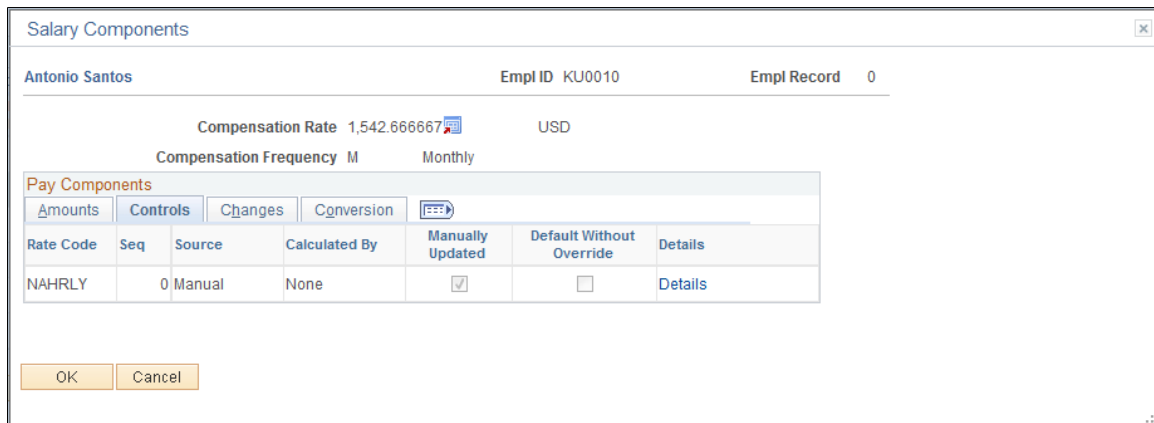 Salary Components
Antonio Santos Empl ID KU0010 Empl Record 0
Compensation Rate 1,542.666667 USD
Compensation Frequency M Monthly
Pay Components
Amounts Controls Changes Conversion
Rate Code Seq Source Calculated By Manually Updated Default Without Override Details
NAHRLY 0 Manual None Details
OK Cancel